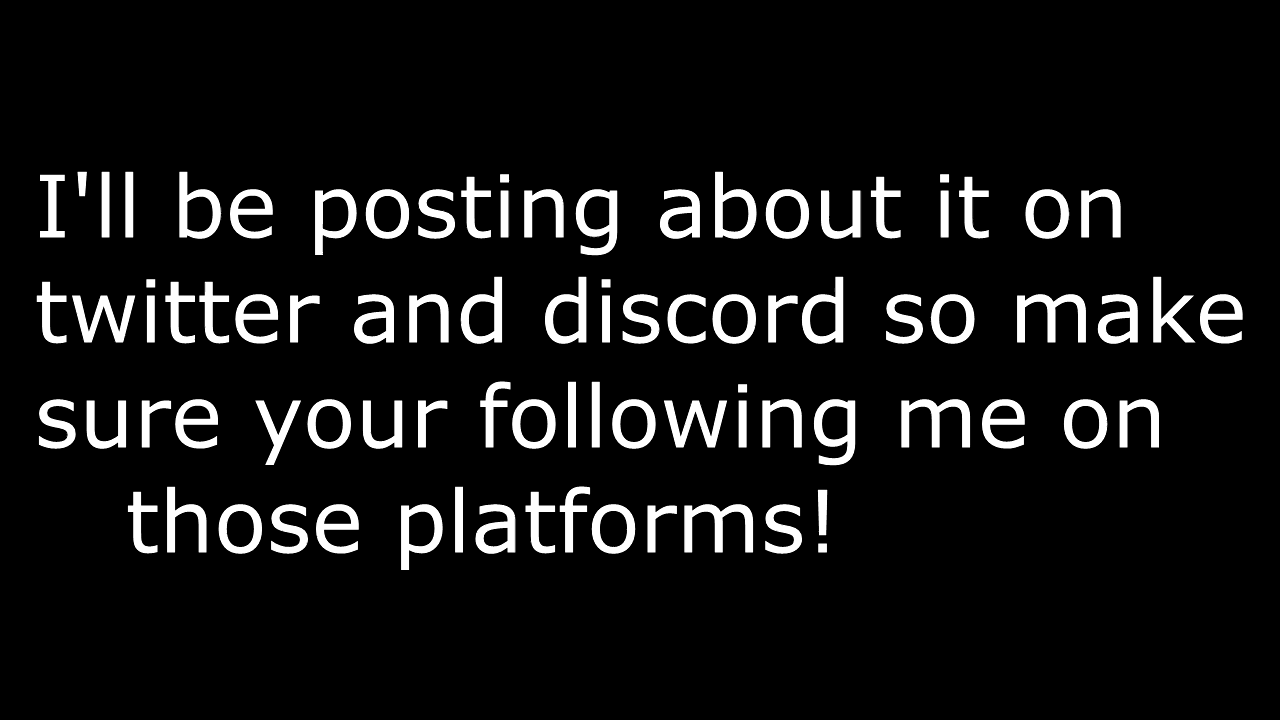 I'll be posting about it on
twitter and discord so make
sure your following me on
those platforms!